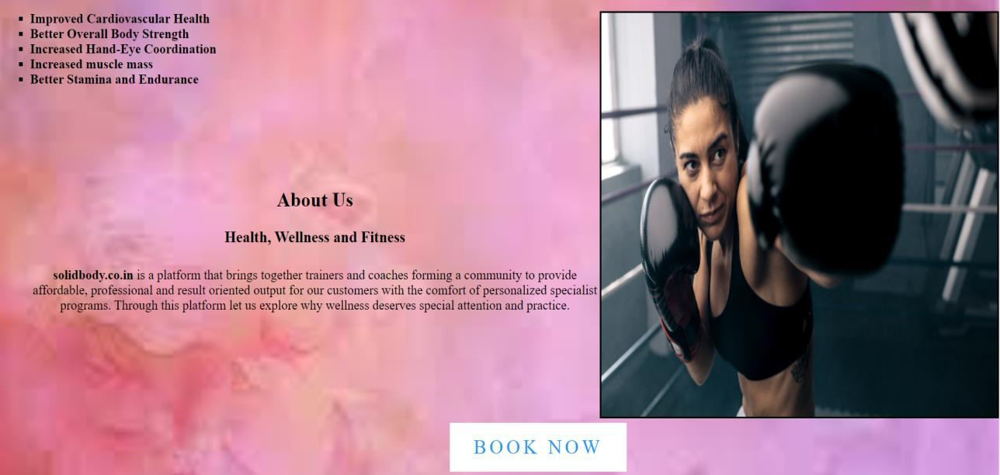 Improved Cardiovascular Health
Better Overall Body Strength
Increased Hand-Eye Coordination
Increased muscle mass
Better Stamina and Endurance
About Us
Health, Wellness and Fitness
solidbody.co.in is a platform that brings together trainers and coaches forming a community to provide
affordable, professional and result oriented output for our customers with the comfort of personalized specialist
programs. Through this platform let us explore why wellness deserves special attention and practice.
BOOK NOW